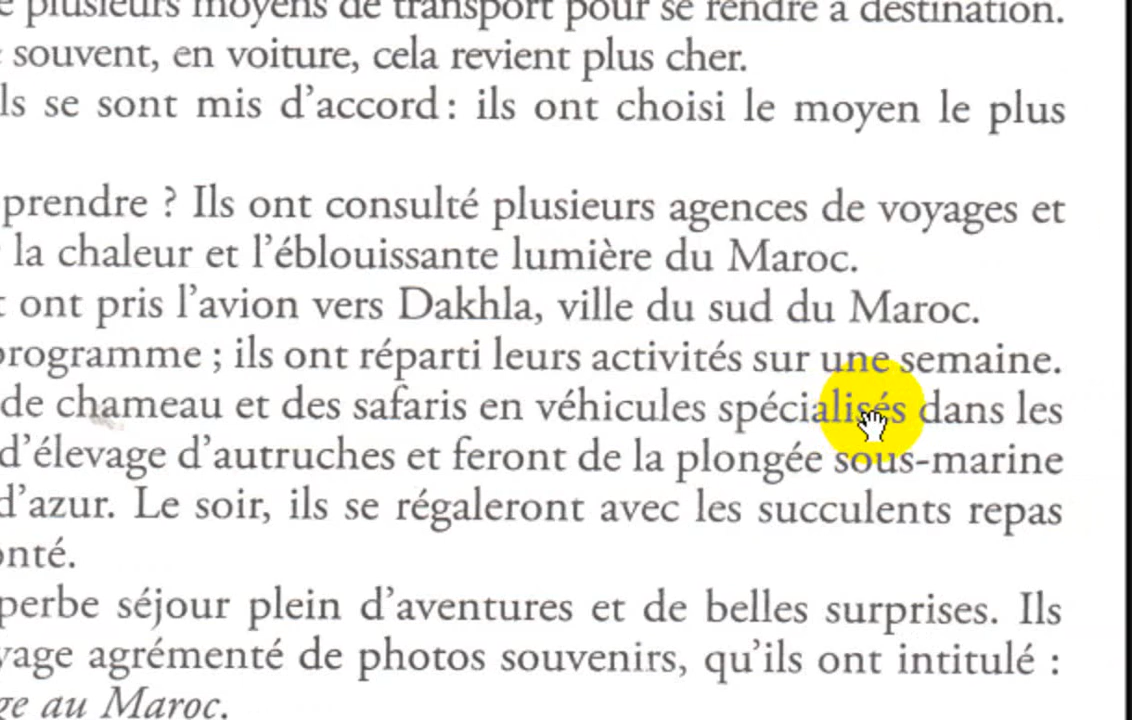 plusieurs moyens de transport pour se rendre à destination.
souvent, en voiture, cela revient plus cher.
ls se sont mis d'accord : ils ont choisi le moyen le plus
prendre ? Ils ont consulté plusieurs agences de voyages et
la chaleur et l'éblouissante lumière du Maroc.
ont pris l'avion vers Dakhla, ville du sud du Maroc.
programme ; ils ont réparti leurs activités sur une semaine.
de chameau et des safaris en véhicules spécialisés dans les
d'élevage d'autruches et feront de la plongée sous-marine
d'azur. Le soir, ils se régaleront avec les succulents repas
onté.
perbe séjour plein d'aventures et de belles surprises. Ils
yage agrémenté de photos souvenirs, qu'ils ont intitulé :
ge au Maroc.